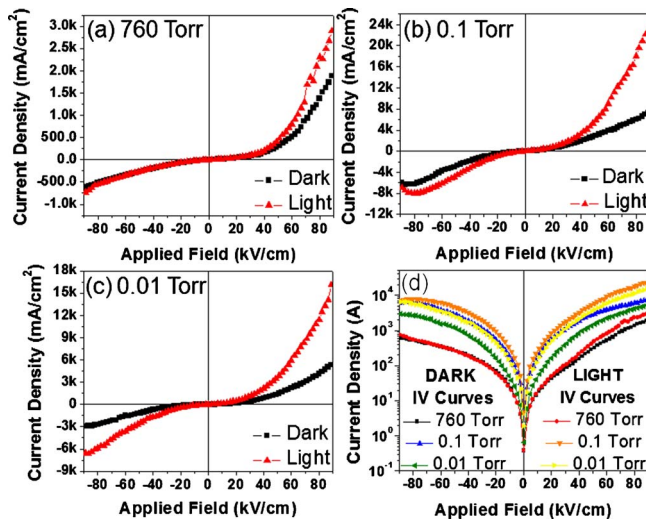 (a) 760 Torr
Current Density (mA/cm²)
3.0k
2.5k
2.0k
1.5k
1.0k
500.0
0.0
-500.0
-1.0k
Dark
Light
-80 -60 -40 -20 0 20 40 60 80
Applied Field (kV/cm)
(b) 0.1 Torr
Current Density (mA/cm²)
24k
20k
16k
12k
8k
4k
0
-4k
-8k
-12k
Dark
Light
-80 -60 -40 -20 0 20 40 60 80
Applied Field (kV/cm)
(c) 0.01 Torr
Current Density (mA/cm²)
18k
15k
12k
9k
6k
3k
0
-3k
-6k
-9k
Dark
Light
-80 -60 -40 -20 0 20 40 60 80
Applied Field (kV/cm)
(d)
Current Density (A)
10⁴
10³
10²
10¹
10⁰
10⁻¹
DARK
IV Curves
760 Torr
0.1 Torr
0.01 Torr
LIGHT
IV Curves
760 Torr
0.1 Torr
0.01 Torr
-80 -60 -40 -20 0 20 40 60 80
Applied Field (kV/cm)